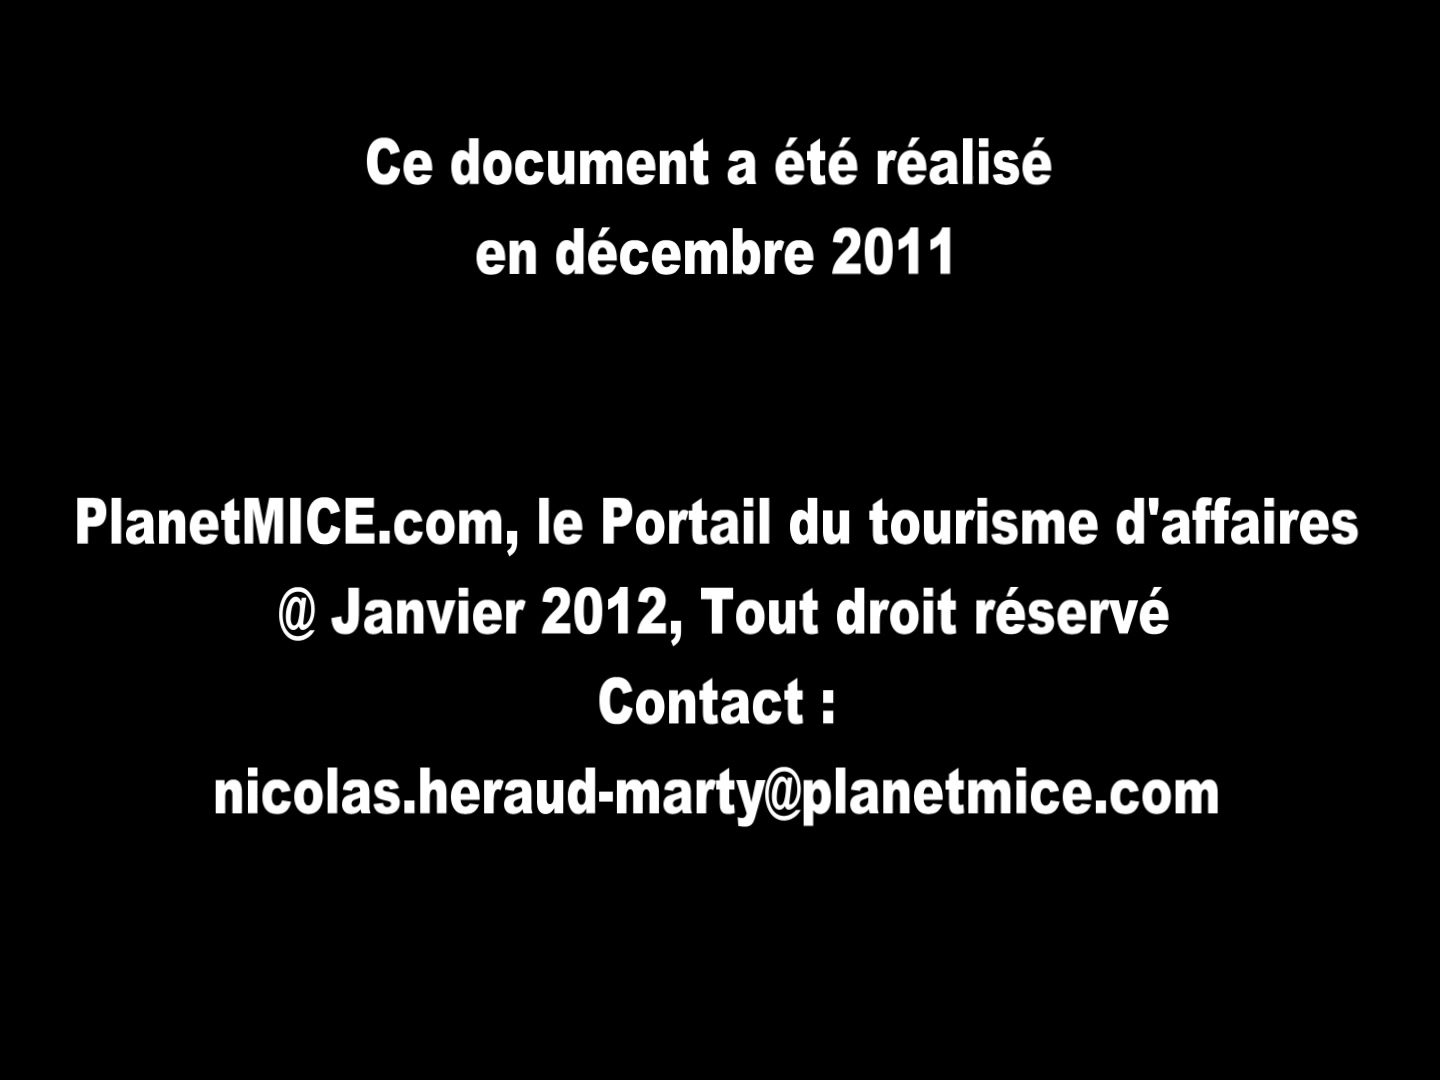 Ce document a été réalisé
en décembre 2011
PlanetMICE.com, le Portail du tourisme d'affaires
@ Janvier 2012, Tout droit réservé
Contact :
nicolas.heraud-marty@planetmice.com